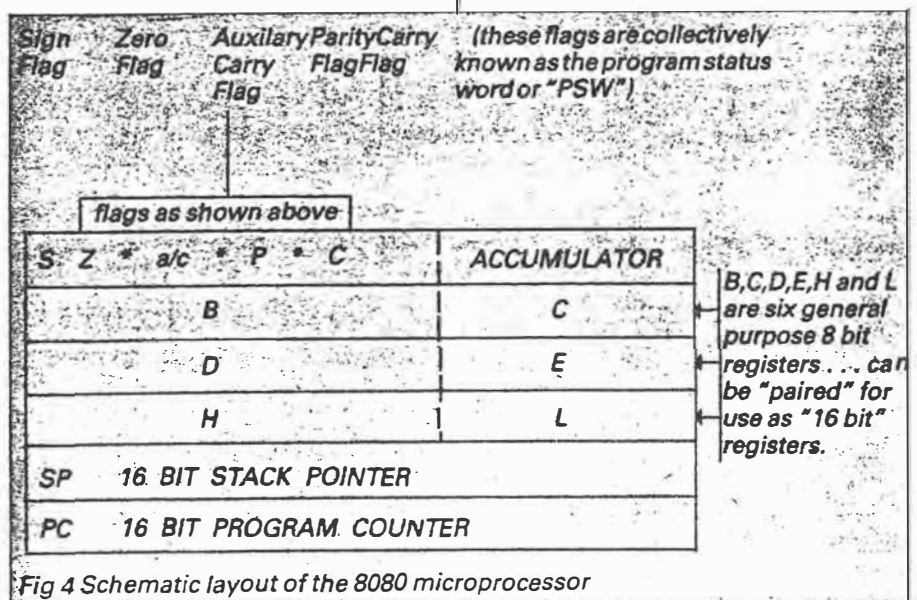 Sign Zero Auxilary Parity Carry (these flags are collectively
Flag Flag Carry Flag Flag known as the program status
Flag word or "PSW")
flags as shown above
S Z * a/c * P * C ACCUMULATOR
B C
D E
H L
SP 16 BIT STACK POINTER
PC 16 BIT PROGRAM COUNTER
B,C,D,E,H and L
are six general
purpose 8 bit
registers... can
be "paired" for
use as "16 bit"
registers.
Fig 4 Schematic layout of the 8080 microprocessor